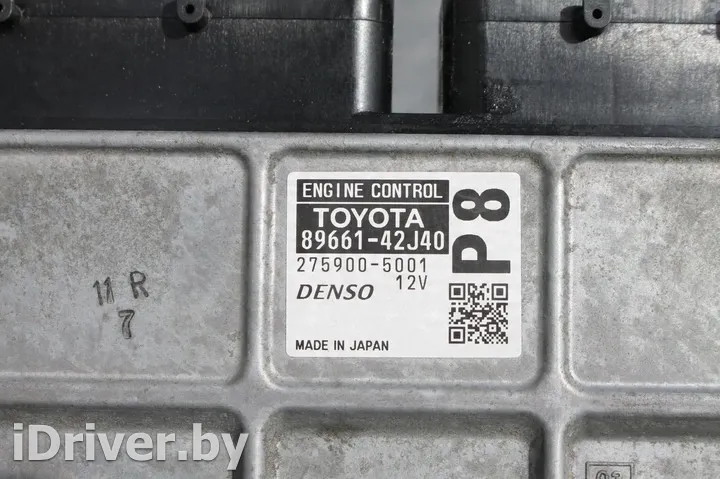 ENGINE CONTROL
TOYOTA
89661-42J40
275900-5001
12V
DENSO
MADE IN JAPAN
P8
11 R
7
iDriver.by